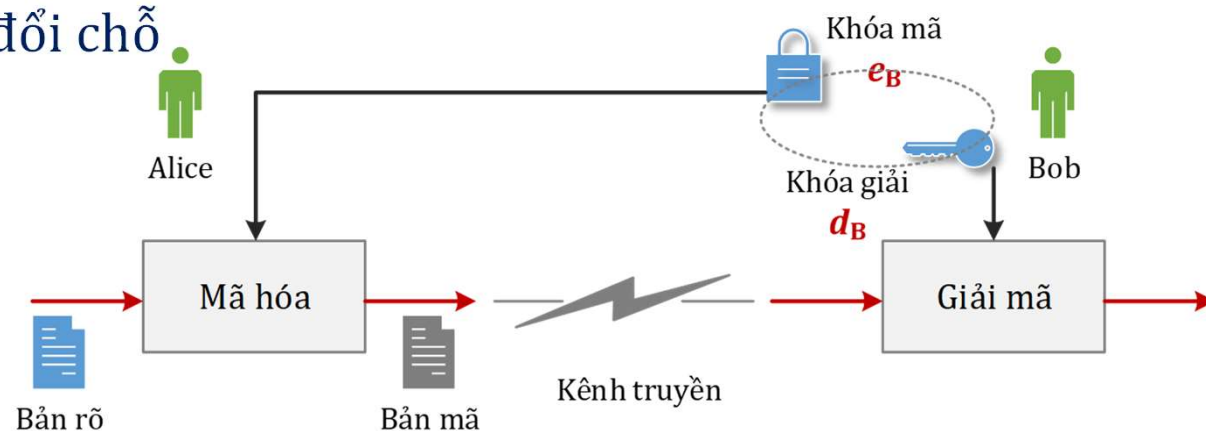 đổi chỗ
Khóa mã
eB
Alice
Khóa giải
dB
Bob
Mã hóa
Giải mã
Kênh truyền
Bản rõ
Bản mã